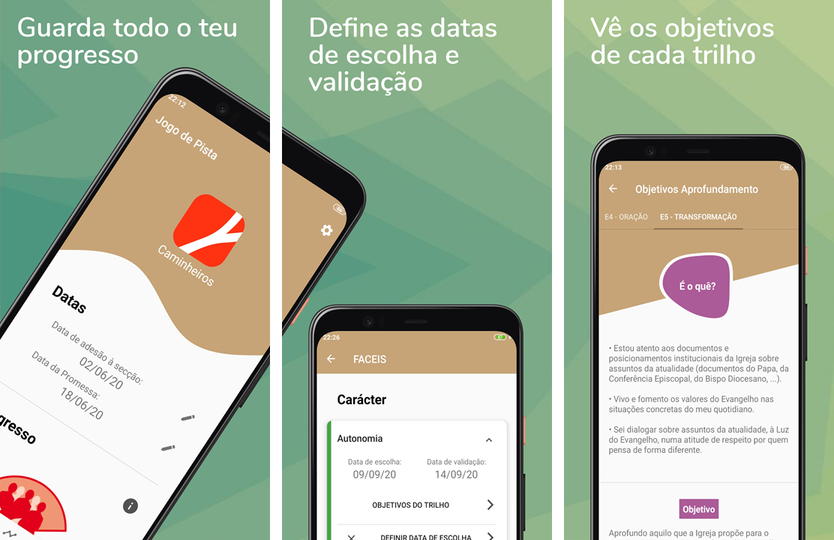 Guarda todo o teu
progresso
22:12
Jogo de Pista
Caminheiros
Datas
Data de adesão à secção:
02/06/20
Data da Promessa:
18/06/20
gresso
Define as datas
de escolha e
validação
22:26
FACEIS
Carácter
Autonomia
Data de escolha:
Data de validação:
09/09/20
14/09/20
OBJETIVOS DO TRILHO
DEFINIR DATA DE ESCOLHA
Vê os objetivos
de cada trilho
22:13
Objetivos Aprofundamento
E4 - ORAÇÃO
E5 - TRANSFORMAÇÃO
É o quê?
• Estou atento aos documentos e
posicionamentos institucionais da Igreja sobre
assuntos da atualidade (documentos do Papa, da
Conferência Episcopal, do Bispo Diocesano, ...).
• Vivo e fomento os valores do Evangelho nas
situações concretas do meu quotidiano.
• Sei dialogar sobre assuntos da atualidade, à Luz
do Evangelho, numa atitude de respeito por quem
pensa de forma diferente.
Objetivo
Aprofundo aquilo que a Igreja propõe para o